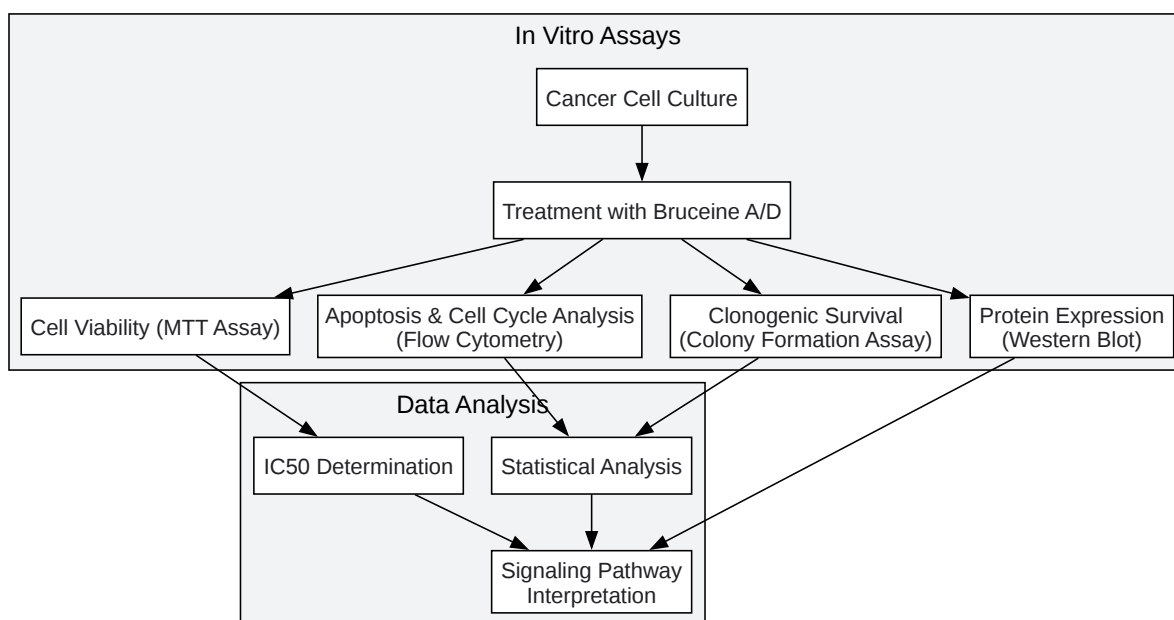 In Vitro Assays
Cancer Cell Culture
Treatment with Bruceine A/D
Cell Viability (MTT Assay)
Apoptosis & Cell Cycle Analysis
(Flow Cytometry)
Clonogenic Survival
(Colony Formation Assay)
Protein Expression
(Western Blot)
Data Analysis
IC50 Determination
Statistical Analysis
Signaling Pathway
Interpretation